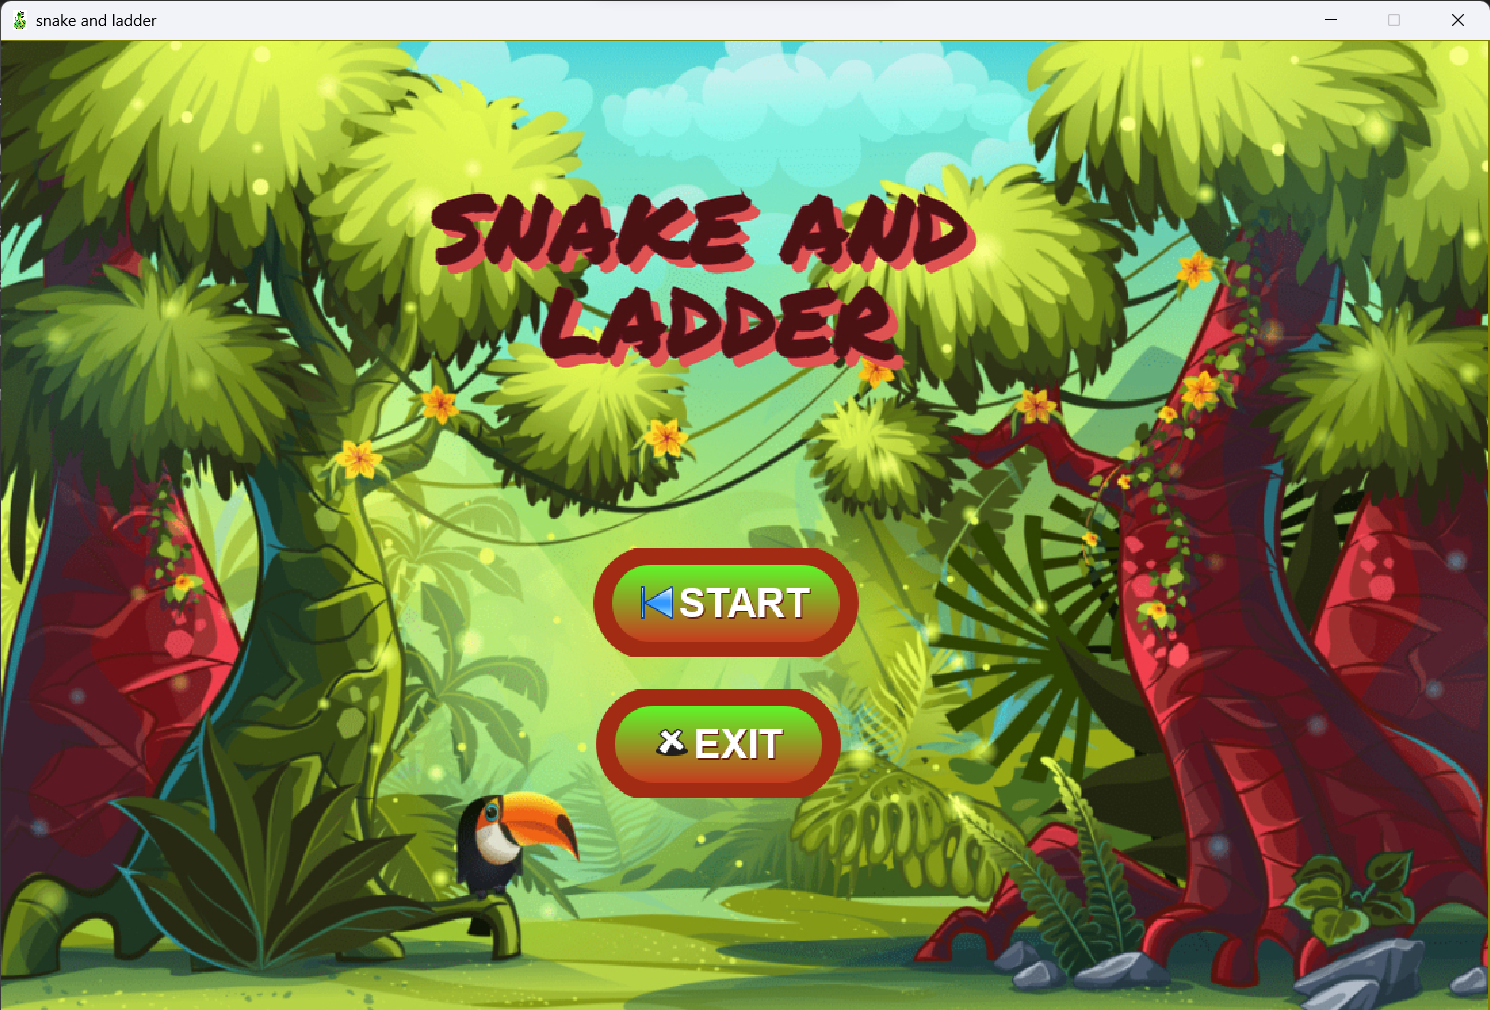 snake and ladder
SNAKE AND
LADDER
START
EXIT